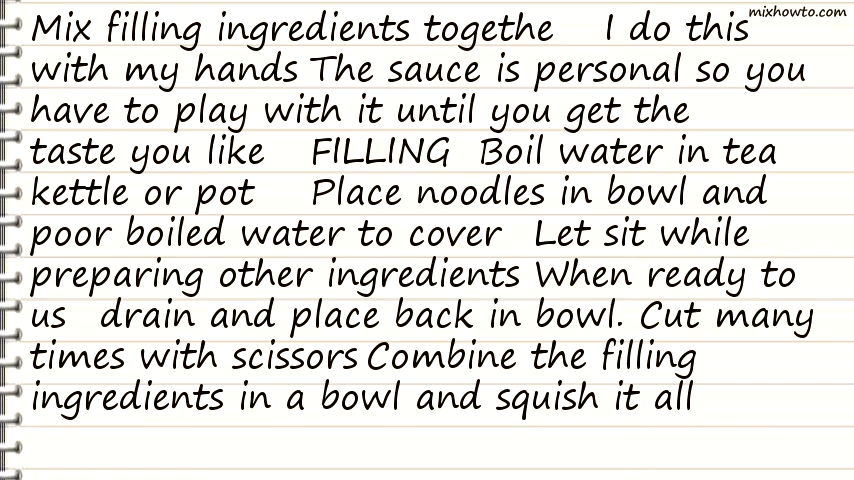 mixhowto.com
Mix filling ingredients togethe I do this
with my hands The sauce is personal so you
have to play with it until you get the
taste you like FILLING Boil water in tea
kettle or pot Place noodles in bowl and
poor boiled water to cover Let sit while
preparing other ingredients When ready to
us drain and place back in bowl. Cut many
times with scissors Combine the filling
ingredients in a bowl and squish it all